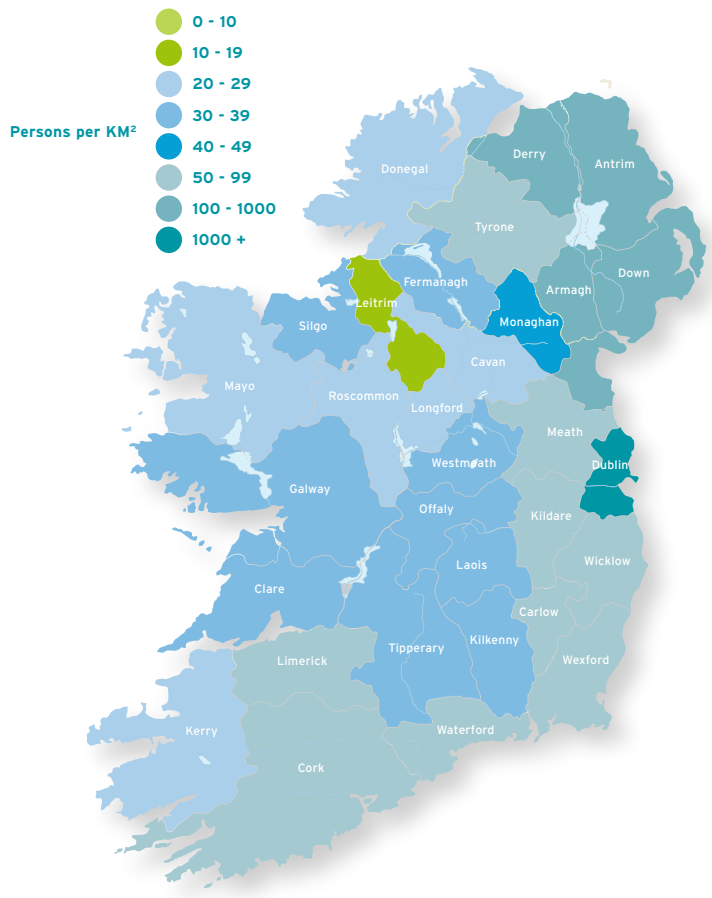 0 - 10
10 - 19
20 - 29
Persons per KM²
30 - 39
40 - 49
50 - 99
100 - 1000
1000 +
Derry
Antrim
Donegal
Tyrone
Down
Fermanagh
Armagh
Leitrim
Monaghan
Silgo
Cavan
Mayo
Roscommon
Longford
Meath
Westmeath
Dublin
Galway
Offaly
Kildare
Wicklow
Laois
Clare
Carlow
Kilkenny
Tipperary
Limerick
Wexford
Kerry
Waterford
Cork